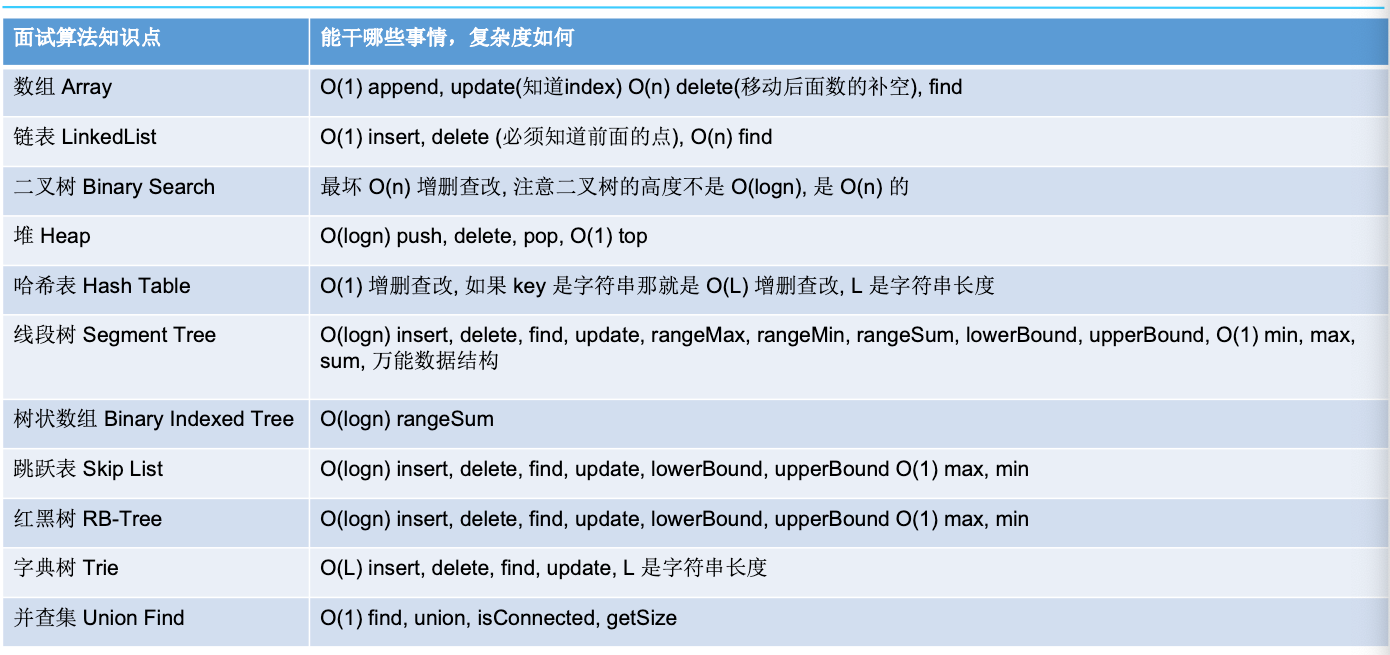 面试算法知识点 能干哪些事情，复杂度如何
数组 Array O(1) append, update(知道index) O(n) delete(移动后面数的补空), find
链表 LinkedList O(1) insert, delete (必须知道前面的点), O(n) find
二叉树 Binary Search 最坏 O(n) 增删查改, 注意二叉树的高度不是 O(logn), 是 O(n) 的
堆 Heap O(logn) push, delete, pop, O(1) top
哈希表 Hash Table O(1) 增删查改, 如果 key 是字符串那就是 O(L) 增删查改, L 是字符串长度
线段树 Segment Tree O(logn) insert, delete, find, update, rangeMax, rangeMin, rangeSum, lowerBound, upperBound, O(1) min, max,
sum, 万能数据结构
树状数组 Binary Indexed Tree O(logn) rangeSum
跳跃表 Skip List O(logn) insert, delete, find, update, lowerBound, upperBound O(1) max, min
红黑树 RB-Tree O(logn) insert, delete, find, update, lowerBound, upperBound O(1) max, min
字典树 Trie O(L) insert, delete, find, update, L 是字符串长度
并查集 Union Find O(1) find, union, isConnected, getSize